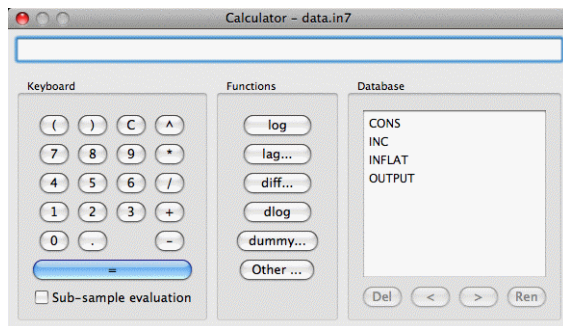 Calculator - data.in7
Keyboard
Functions
Database
( ) C ^
7 8 9 *
4 5 6 /
1 2 3 +
0 . -
=
Sub-sample evaluation
log
lag...
diff...
dlog
dummy...
Other ...
CONS
INC
INFLAT
OUTPUT
Del < > Ren